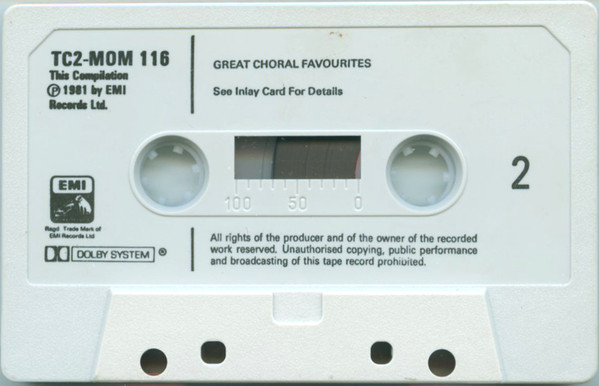 TC2-MOM 116
This Compilation
Ⓟ 1981 by EMI
Records Ltd.
GREAT CHORAL FAVOURITES
See Inlay Card For Details
100 50 0
2
EMI
Regd. Trade Mark of
EMI Records Ltd
DOLBY SYSTEM ®
All rights of the producer and of the owner of the recorded
work reserved. Unauthorised copying, public performance
and broadcasting of this tape record prohibited.